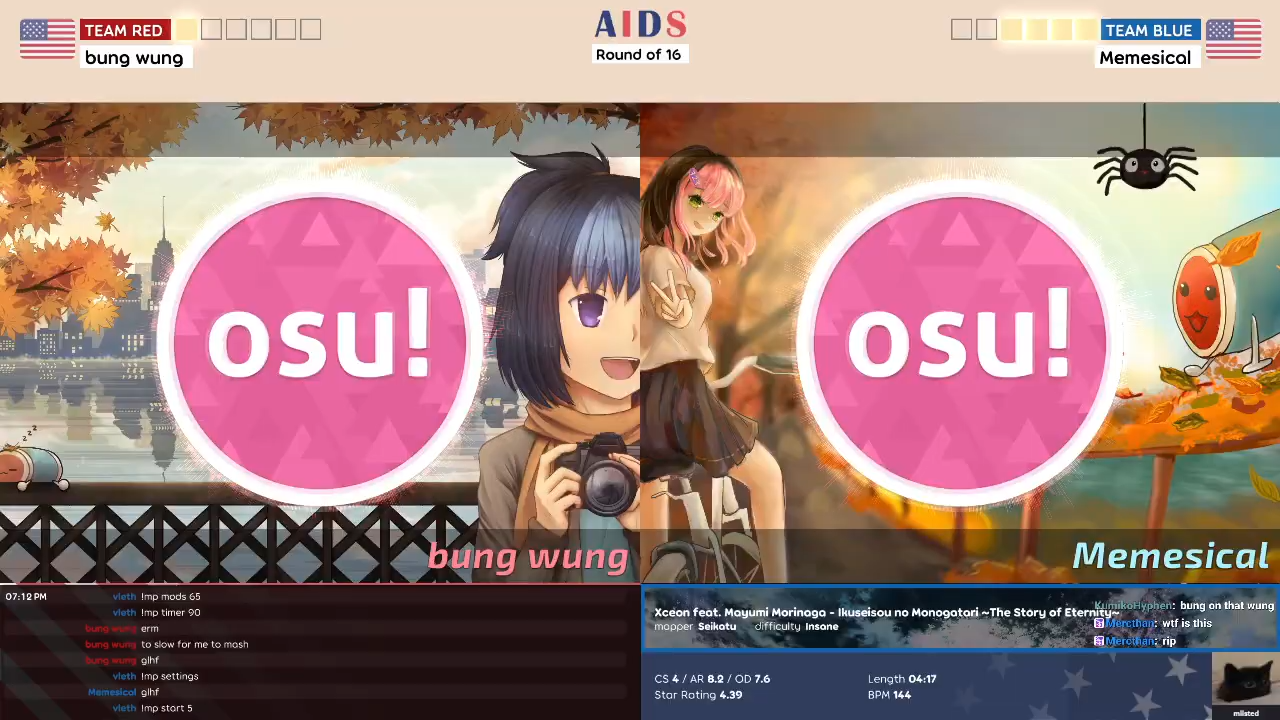 TEAM RED
bung wung
AIDS
Round of 16
TEAM BLUE
Memesical
osu!
osu!
bung wung
Memesical
07:12 PM
vleth !mp mods 65
vleth !mp timer 90
bung wung erm
bung wung to slow for me to mash
bung wung glhf
vleth !mp settings
Memesical glhf
vleth !mp start 5
Xceon feat. Mayumi Morinaga - Ikuseisou no Monogatari ~The Story of Eternity~
mapper Seikatu difficulty Insane
KumikoHyphen: bung on that wung
Mercthan: wtf is this
Mercthan: rip
CS 4 / AR 8.2 / OD 7.6
Star Rating 4.39
Length 04:17
BPM 144
mlisted